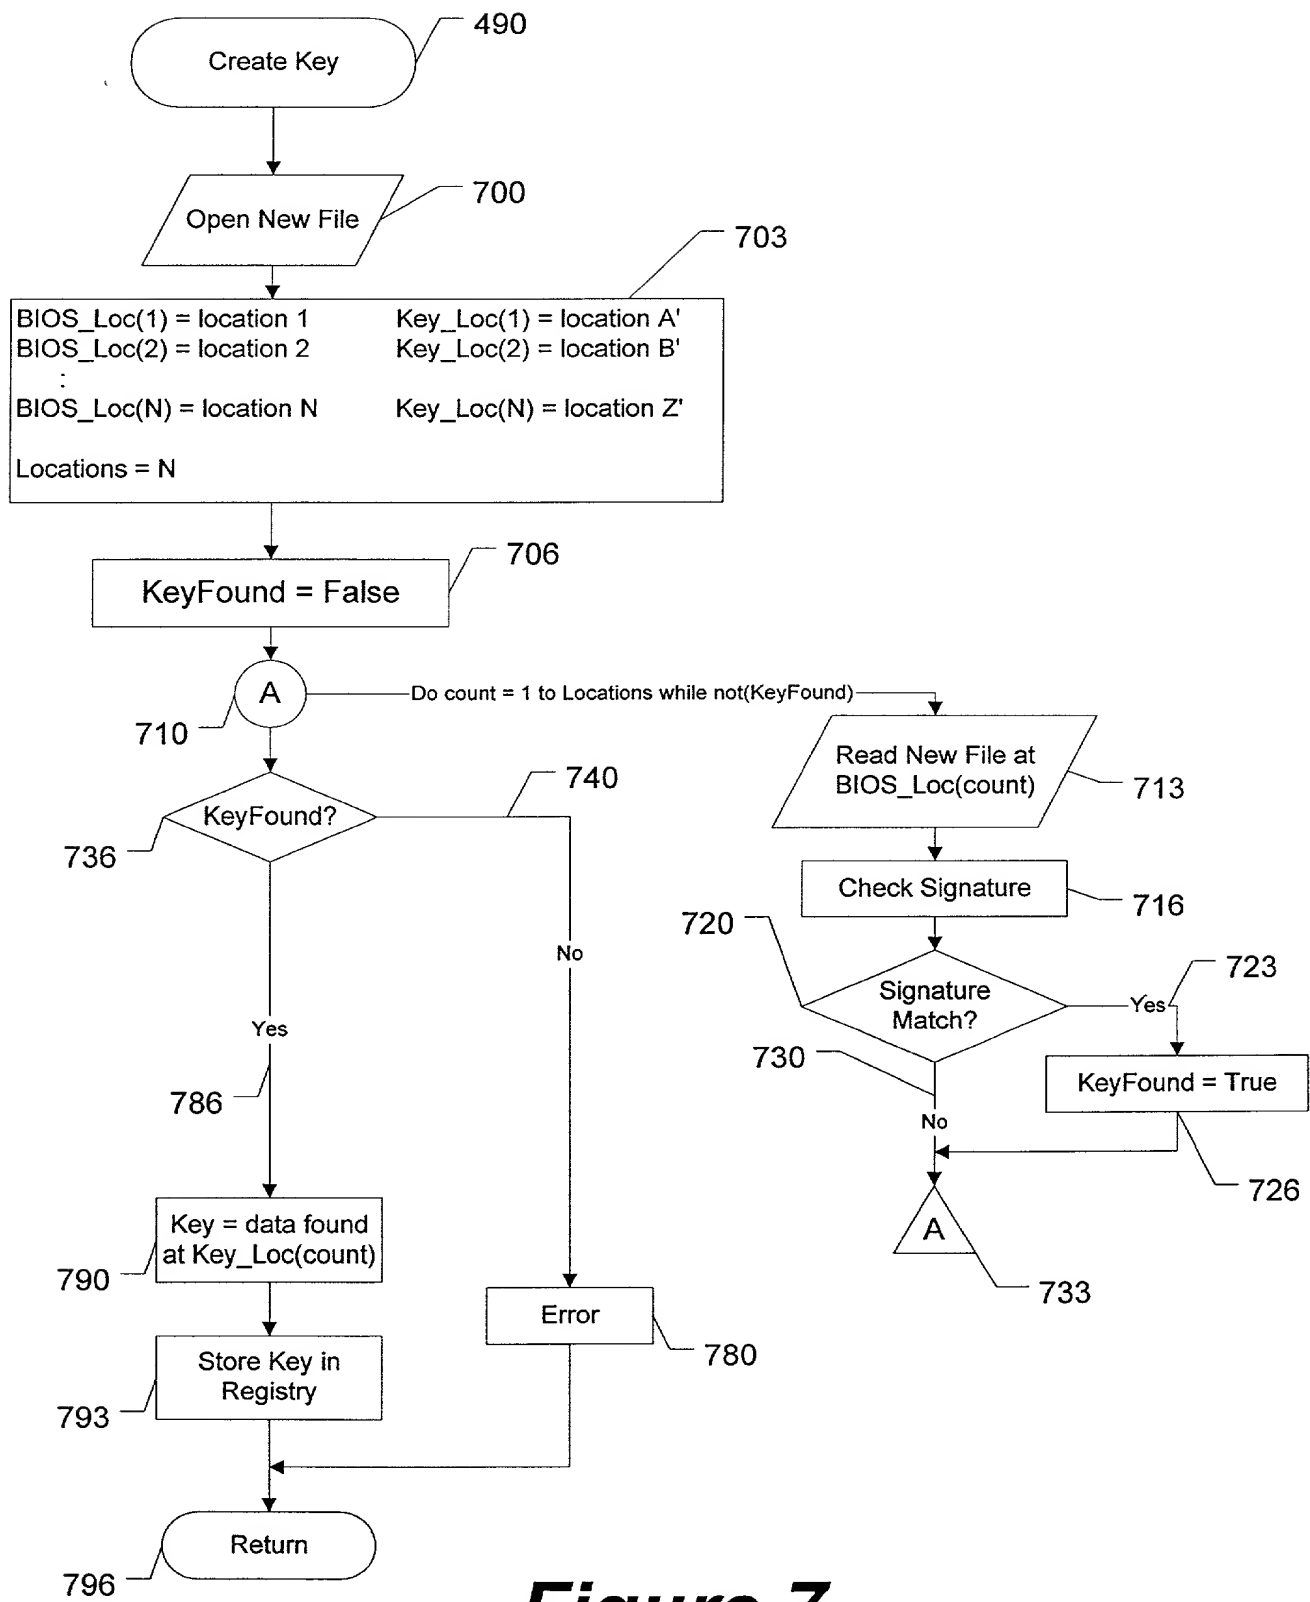 490
Create Key
700
Open New File
703
BIOS_Loc(1) = location 1 Key_Loc(1) = location A'
BIOS_Loc(2) = location 2 Key_Loc(2) = location B'
:
BIOS_Loc(N) = location N Key_Loc(N) = location Z'
Locations = N
706
KeyFound = False
A
710
Do count = 1 to Locations while not(KeyFound)
Read New File at
BIOS_Loc(count)
713
KeyFound?
736
740
Check Signature
716
720
No
Signature
Match?
723
Yes
Yes
730
KeyFound = True
786
No
726
A
733
Key = data found
at Key_Loc(count)
790
Error
780
Store Key in
Registry
793
Return
796
Figure 7